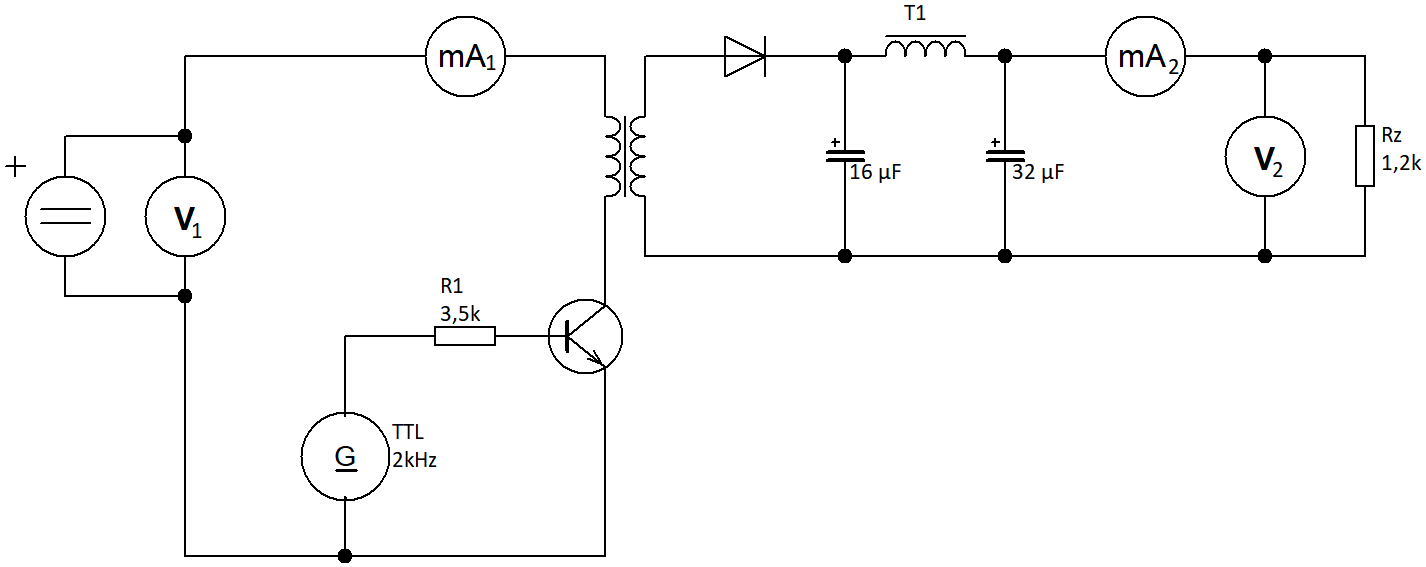 T1
mA1
mA2
+
+
+
16 µF
32 µF
V2
Rz
1,2k
V1
R1
3,5k
G
TTL
2kHz